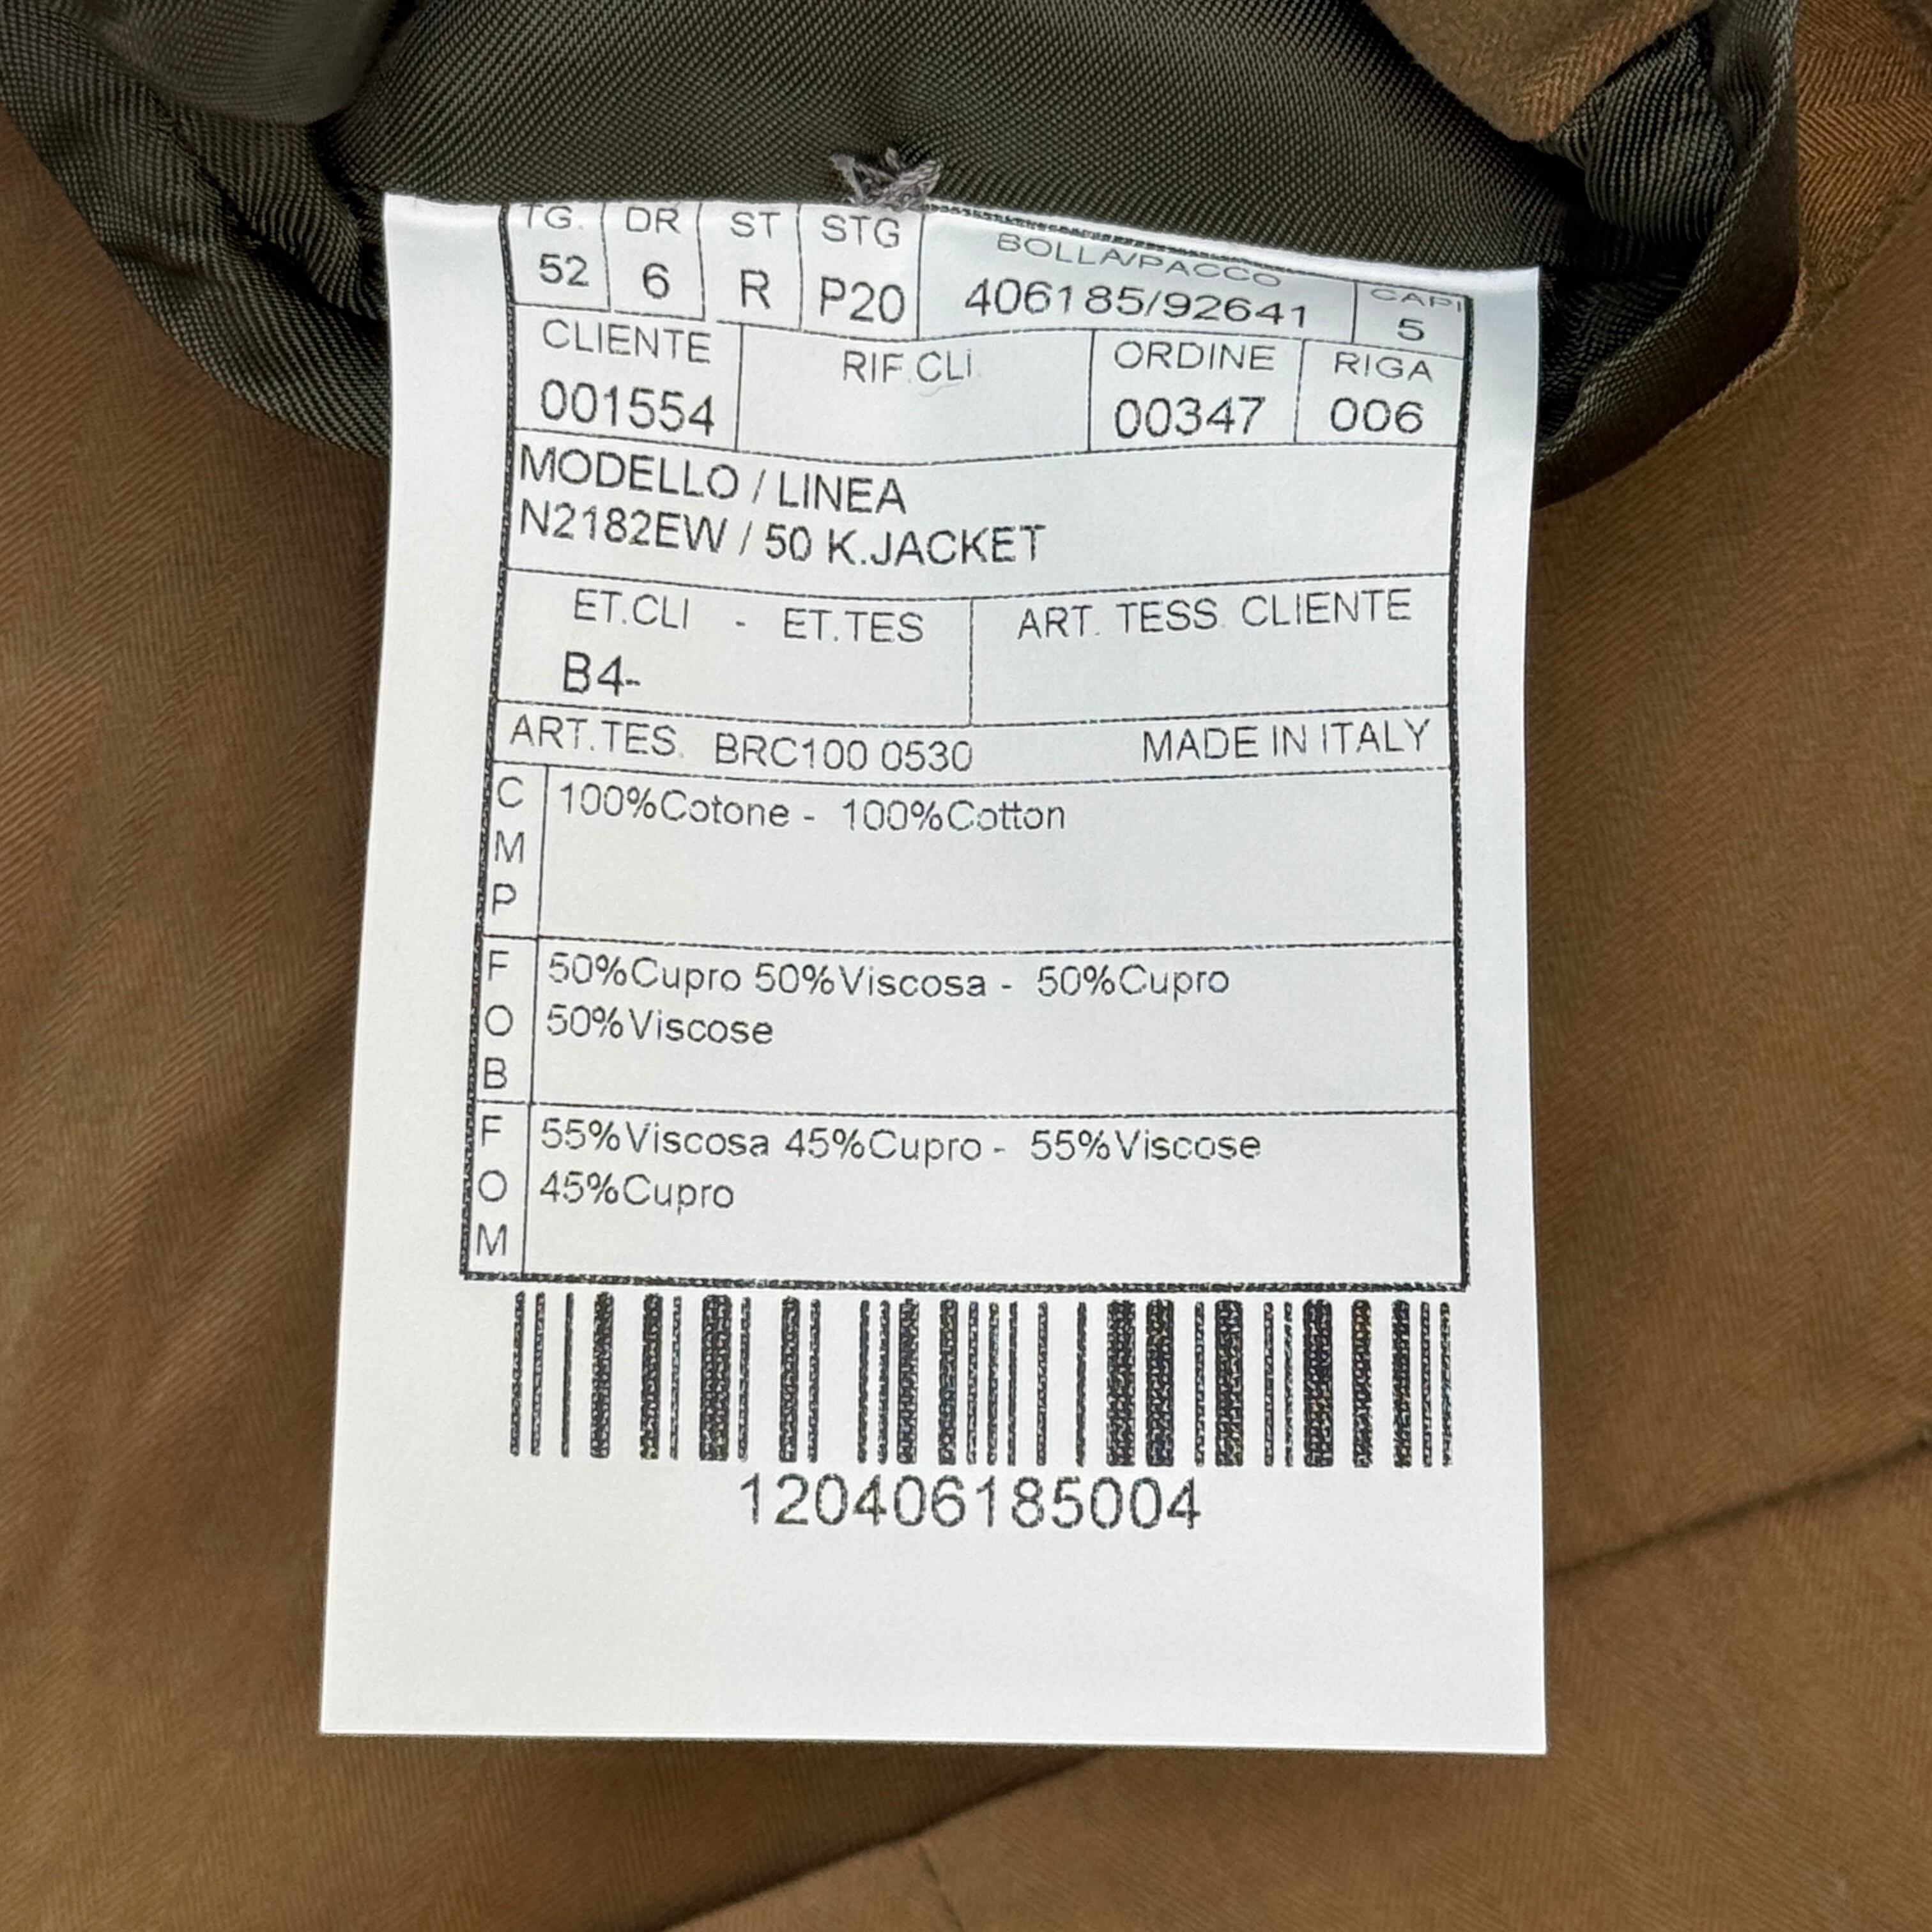 TG. DR ST STG BOLLA/PACCO CAPI
52 6 R P20 406185/92641 5
CLIENTE RIF.CLI. ORDINE RIGA
001554 00347 006
MODELLO / LINEA
N2182EW / 50 K.JACKET
ET.CLI - ET.TES ART. TESS. CLIENTE
B4-
ART.TES. BRC100 0530 MADE IN ITALY
CMP 100%Cotone - 100%Cotton
FOB 50%Cupro 50%Viscosa - 50%Cupro
50%Viscose
FOM 55%Viscosa 45%Cupro - 55%Viscose
45%Cupro
120406185004